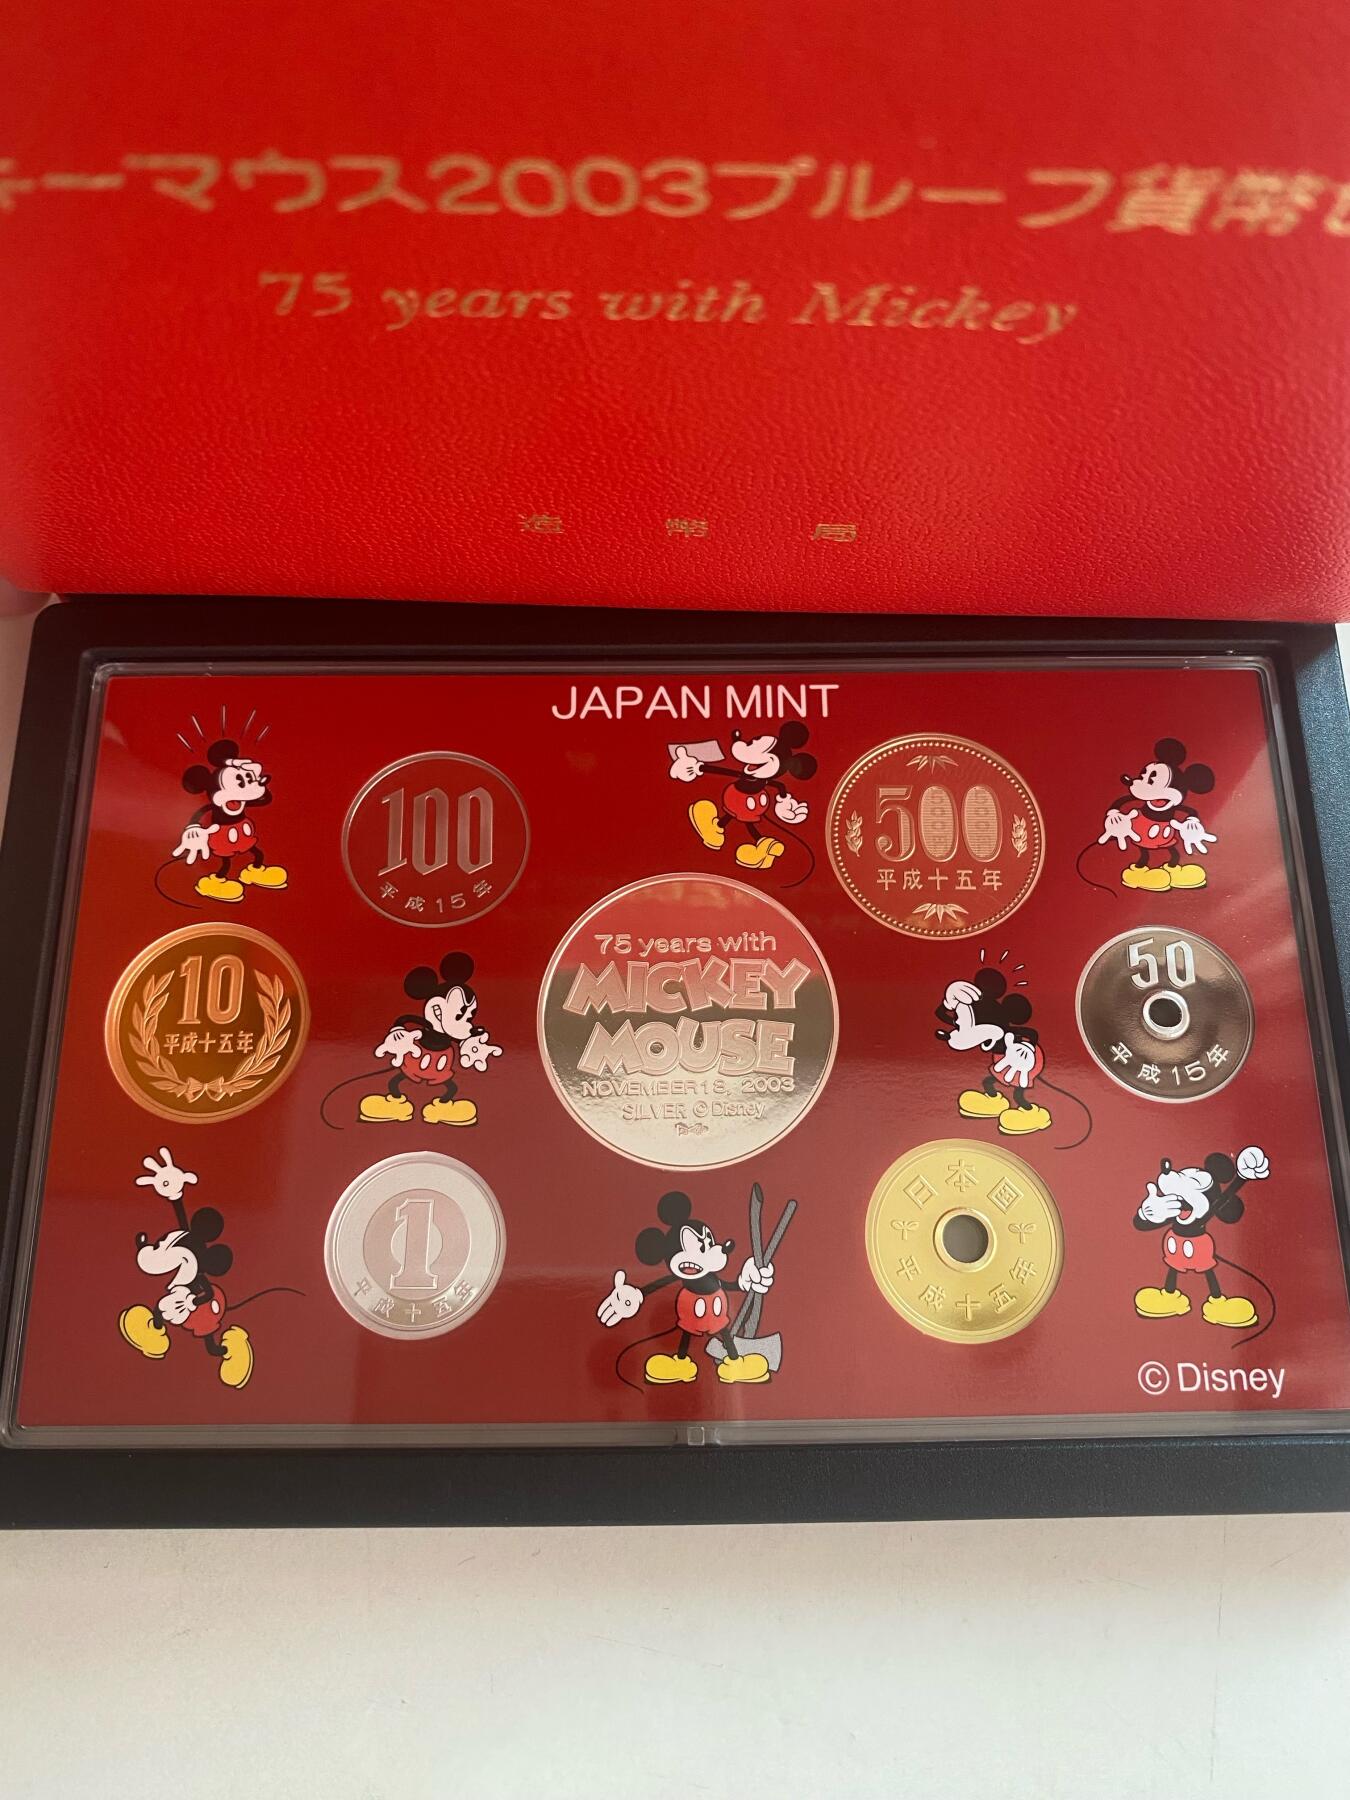 ーマウス2003プルーフ貨幣セ
75 years with Mickey
造幣局
JAPAN MINT
100
平成15年
500
平成十五年
10
平成十五年
75 years with
MICKEY
MOUSE
NOVEMBER 18, 2003
SILVER © Disney
50
平成15年
1
平成十五年
日本国
平成十五年
© Disney